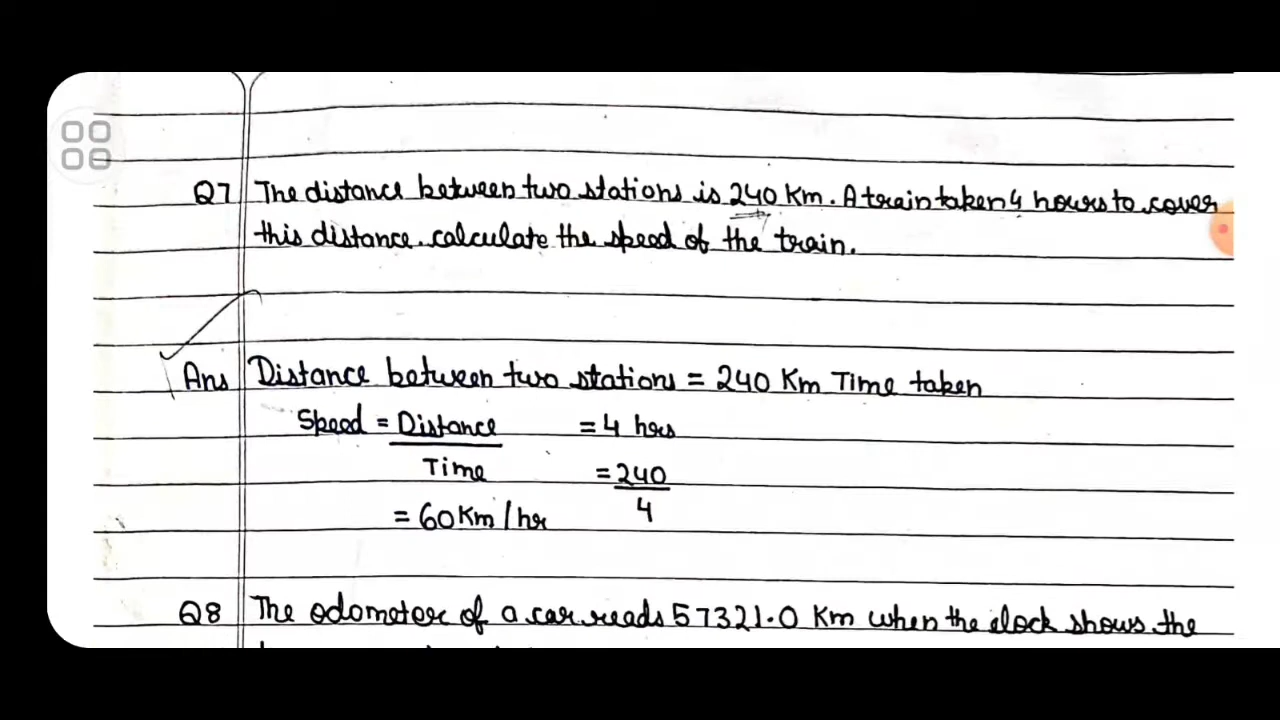 Q7 The distance between two stations is 240 Km. A train taken 4 hours to cover
this distance. calculate the speed of the train.
Ans Distance between two stations = 240 Km Time taken
Speed = Distance = 4 hrs
Time = 240
= 60 Km/hr 4
Q8 The odometer of a car reads 57321.0 Km when the clock shows the